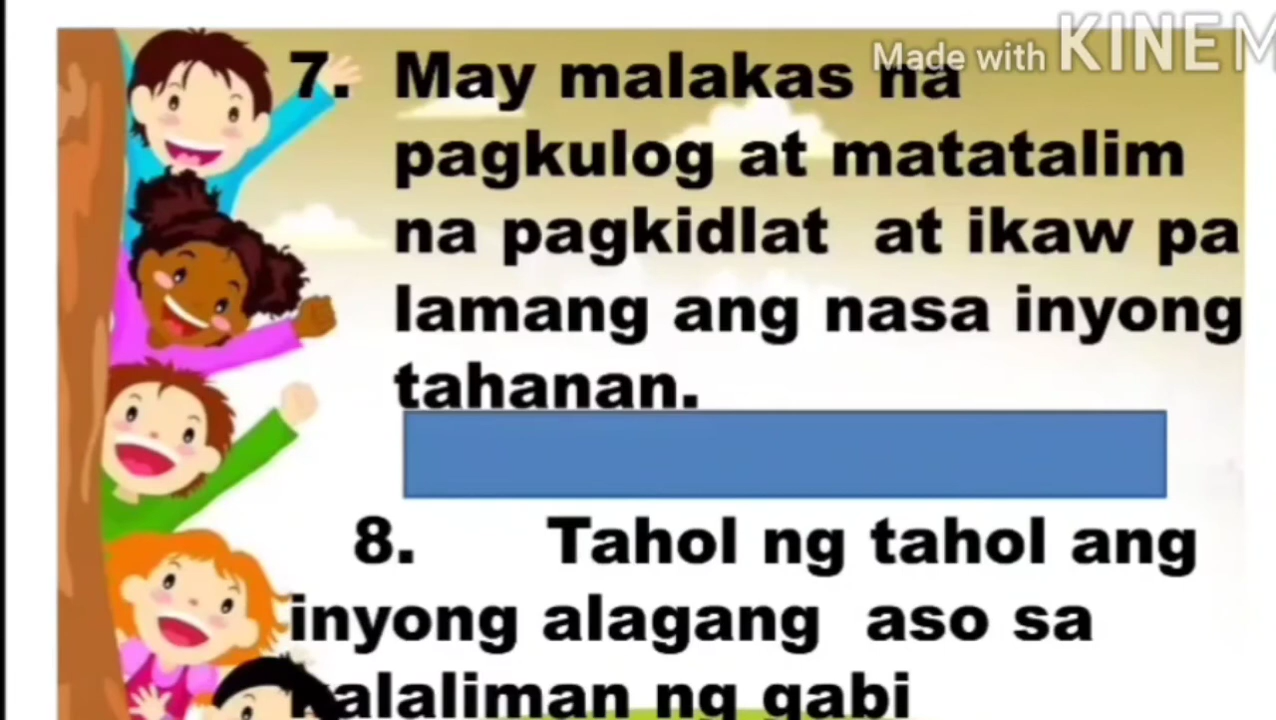 Made with KINEM
7. May malakas na
pagkulog at matatalim
na pagkidlat at ikaw pa
lamang ang nasa inyong
tahanan.
8. Tahol ng tahol ang
inyong alagang aso sa
kalaliman ng gabi